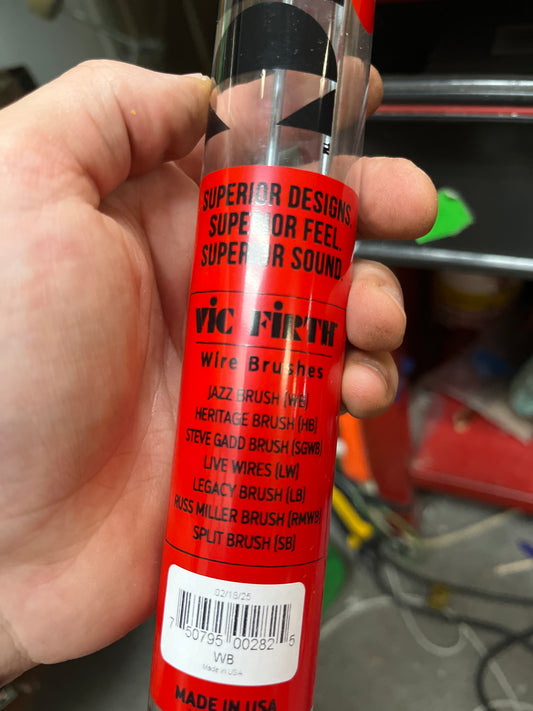 SUPERIOR DESIGNS.
SUPERIOR FEEL.
SUPERIOR SOUND.
VIC FIRTH
Wire Brushes
JAZZ BRUSH (WB)
HERITAGE BRUSH (HB)
STEVE GADD BRUSH (SGWB)
LIVE WIRES (LW)
LEGACY BRUSH (LB)
RUSS MILLER BRUSH (RMWB)
SPLIT BRUSH (SB)
02/18/25
7 50795 00282 5
WB
Made in USA
MADE IN USA